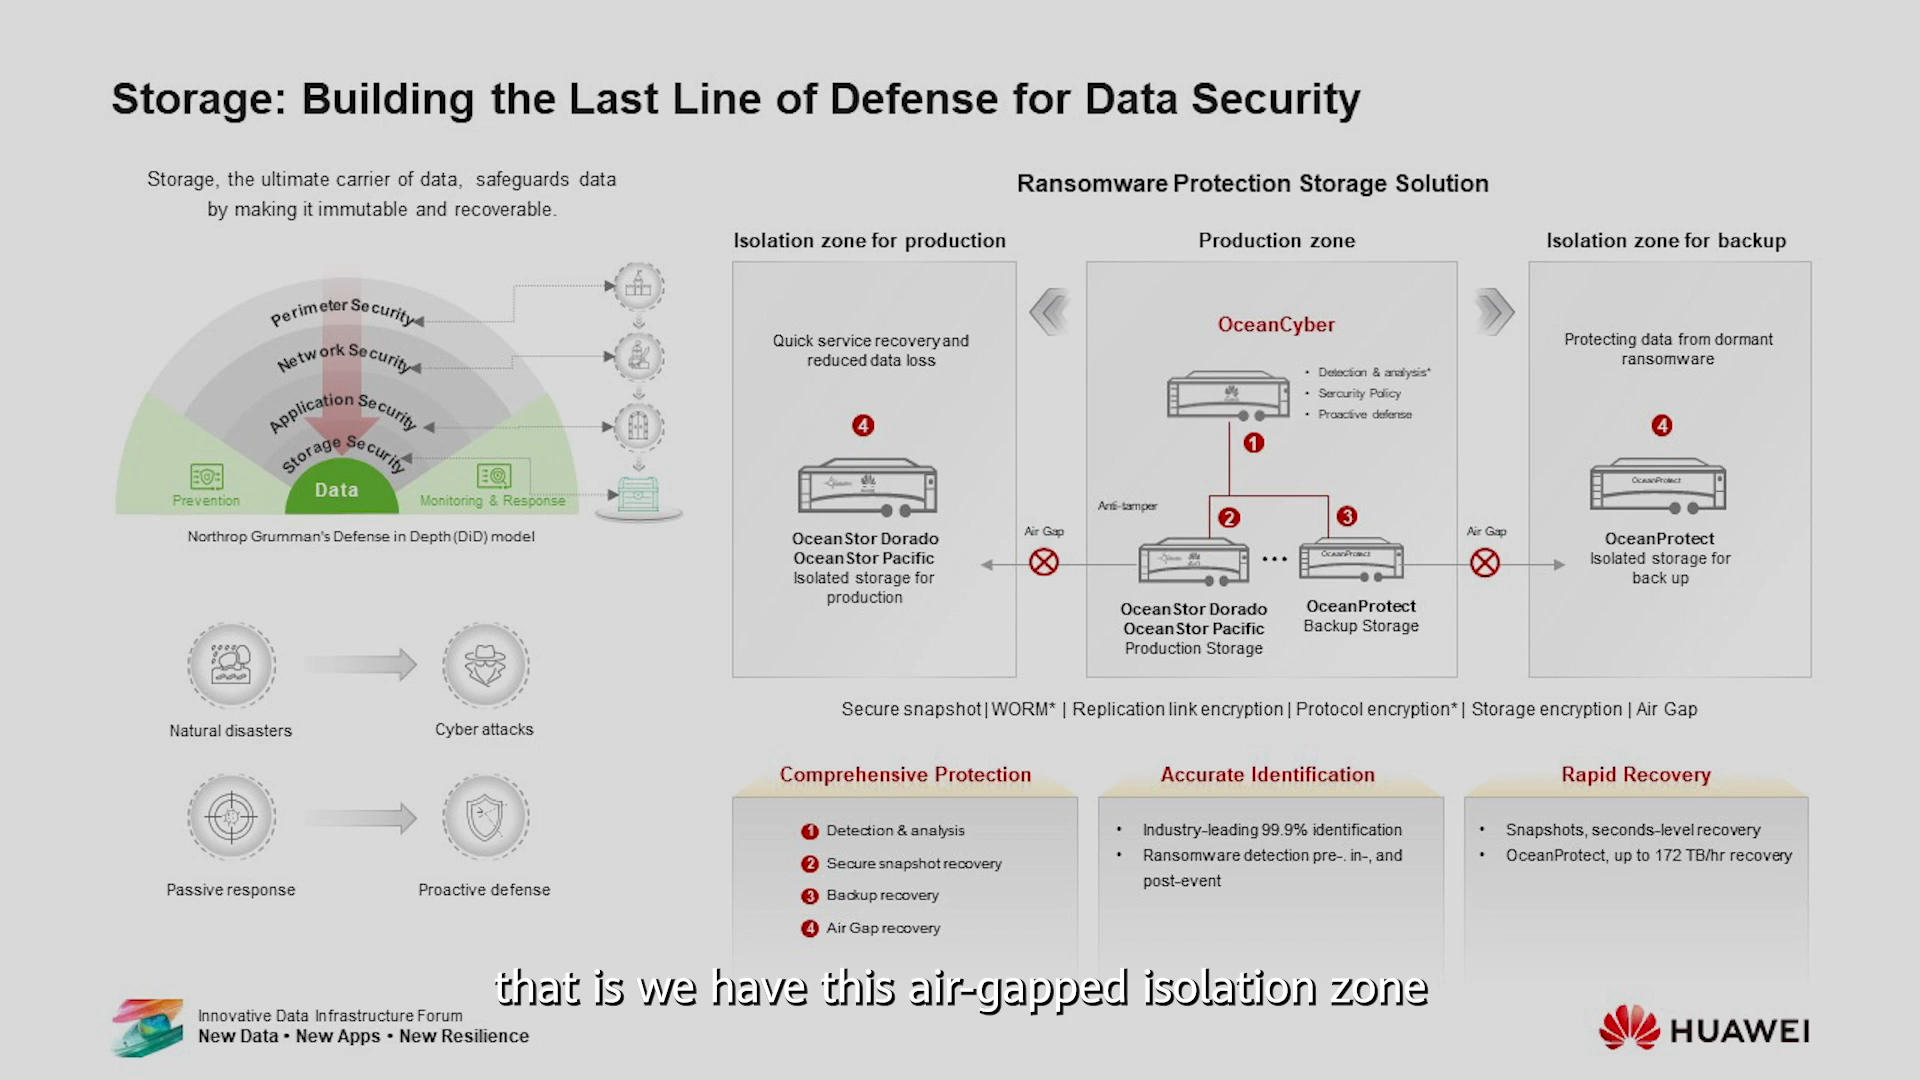 Storage: Building the Last Line of Defense for Data Security
Storage, the ultimate carrier of data, safeguards data
by making it immutable and recoverable.
Perimeter Security
Network Security
Application Security
Storage Security
Data
Prevention
Monitoring & Response
Northrop Grumman's Defense in Depth (DiD) model
Natural disasters
Cyber attacks
Passive response
Proactive defense
Ransomware Protection Storage Solution
Isolation zone for production
Quick service recovery and
reduced data loss
4
OceanStor Dorado
OceanStor Pacific
Isolated storage for
production
Air Gap
Production zone
OceanCyber
• Detection & analysis*
• Sercurity Policy
• Proactive defense
1
Anti-tamper
2
3
OceanProtect
OceanStor Dorado
OceanStor Pacific
Production Storage
OceanProtect
Backup Storage
Air Gap
Isolation zone for backup
Protecting data from dormant
ransomware
4
OceanProtect
OceanProtect
Isolated storage for
back up
Secure snapshot | WORM* | Replication link encryption | Protocol encryption* | Storage encryption | Air Gap
Comprehensive Protection
1 Detection & analysis
2 Secure snapshot recovery
3 Backup recovery
4 Air Gap recovery
Accurate Identification
• Industry-leading 99.9% identification
• Ransomware detection pre-. in-, and
post-event
Rapid Recovery
• Snapshots, seconds-level recovery
• OceanProtect, up to 172 TB/hr recovery
that is we have this air-gapped isolation zone
Innovative Data Infrastructure Forum
New Data • New Apps • New Resilience
HUAWEI